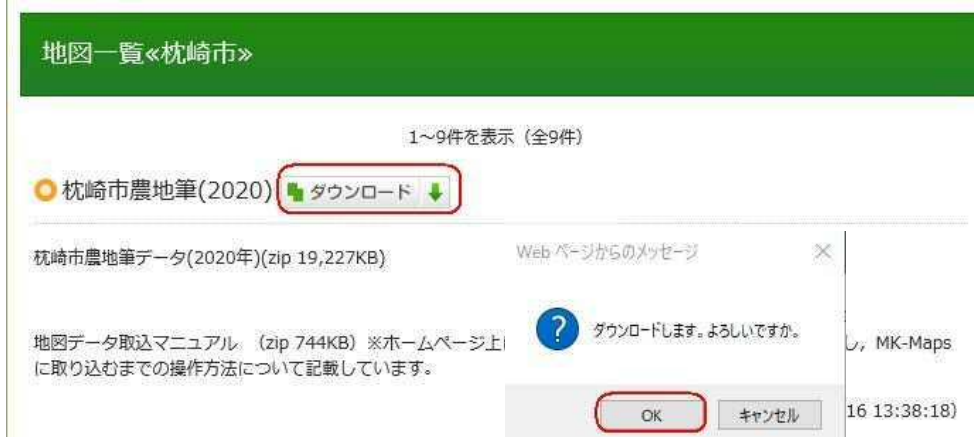 地図一覧≪枕崎市≫
1～9件を表示（全9件）
枕崎市農地筆(2020) ダウンロード
枕崎市農地筆データ(2020年)(zip 19,227KB)
Web ページからのメッセージ
ダウンロードします。よろしいですか。
地図データ取込マニュアル （zip 744KB）※ホームページ上
し，MK-Maps
に取り込むまでの操作方法について記載しています。
OK キャンセル
16 13:38:18)